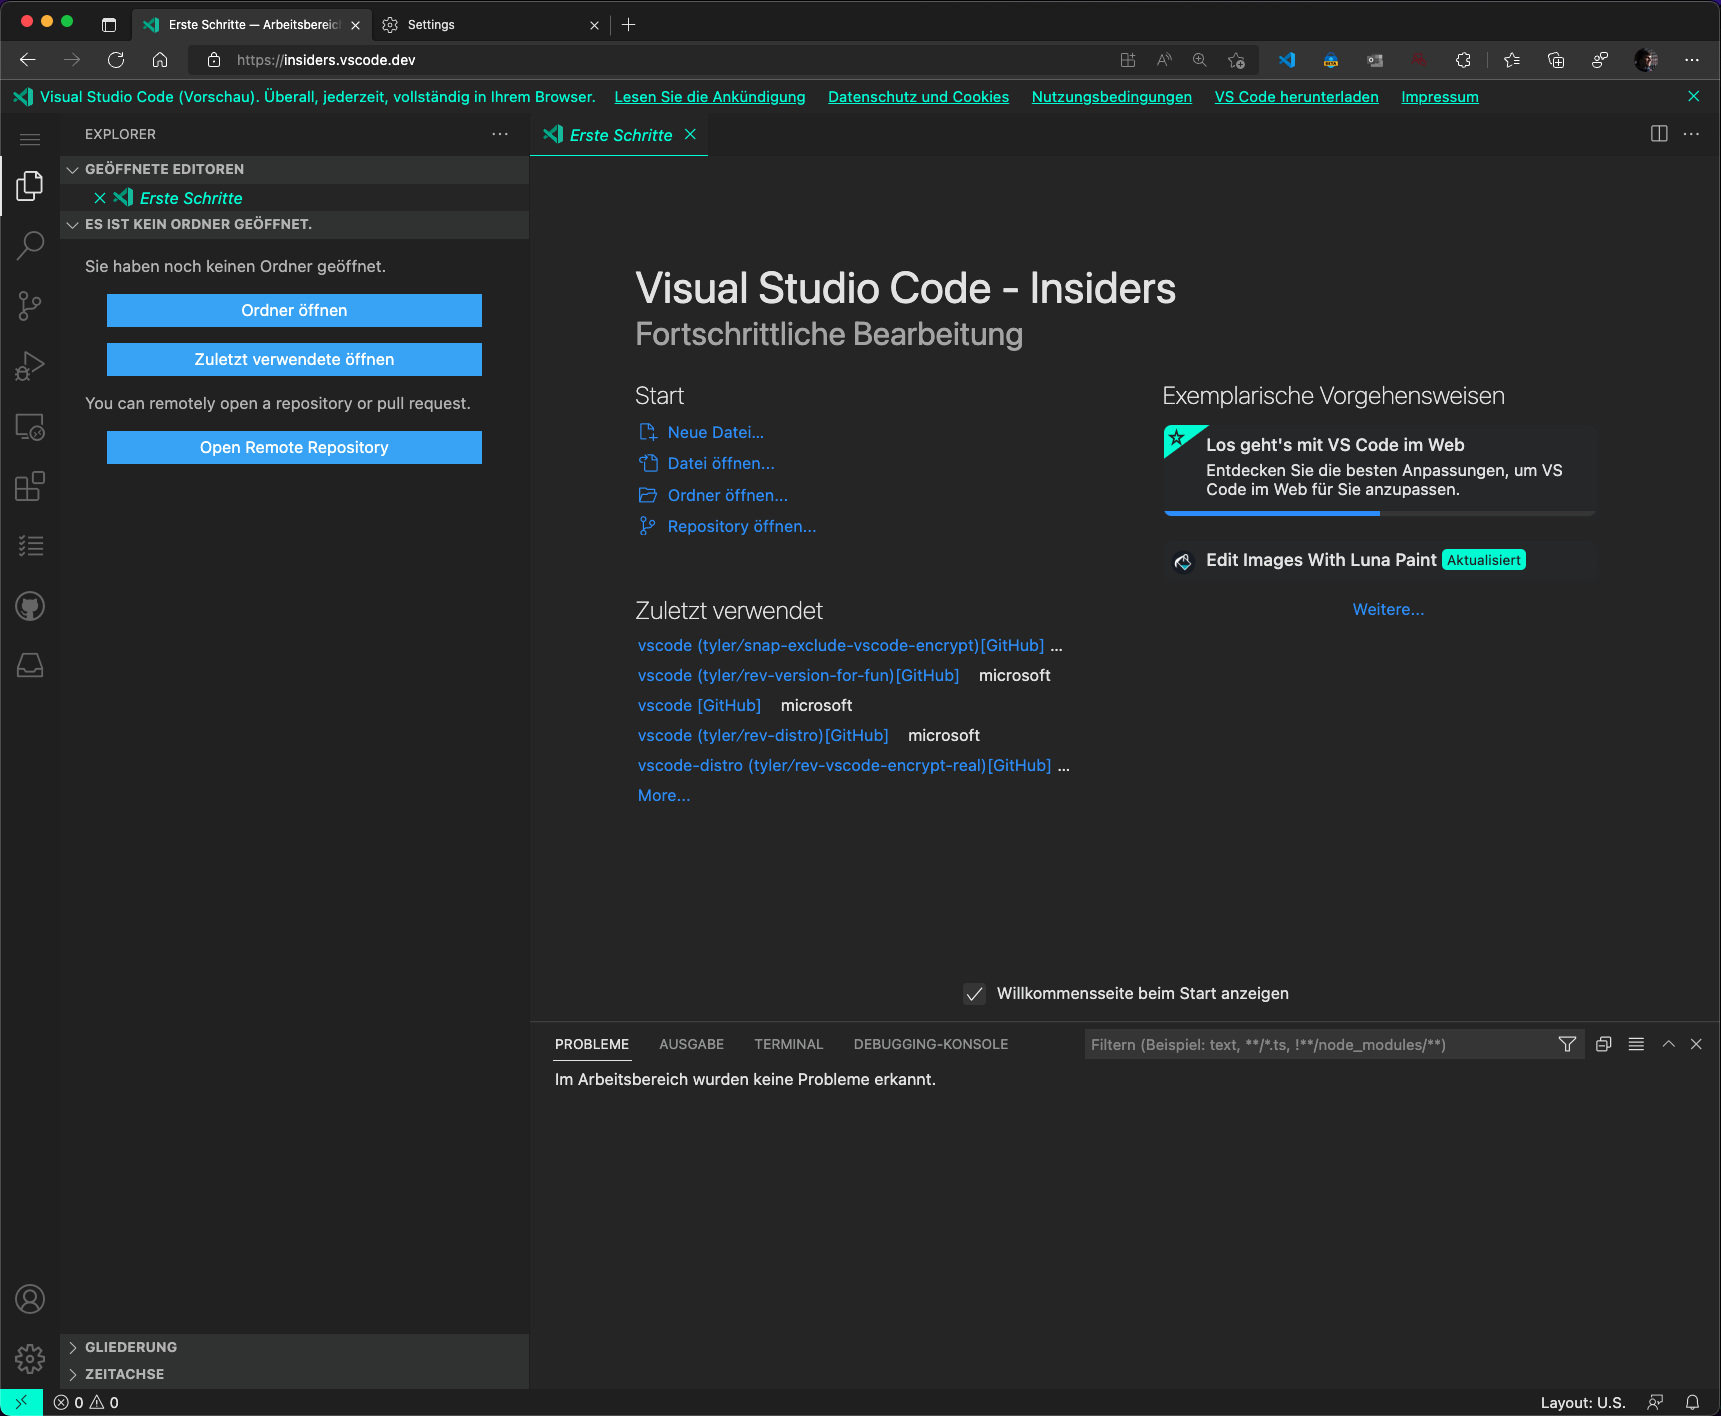 Erste Schritte — Arbeitsbereich
Settings
https://insiders.vscode.dev
Visual Studio Code (Vorschau). Überall, jederzeit, vollständig in Ihrem Browser. Lesen Sie die Ankündigung Datenschutz und Cookies Nutzungsbedingungen VS Code herunterladen Impressum
EXPLORER
Erste Schritte
GEÖFFNETE EDITOREN
Erste Schritte
ES IST KEIN ORDNER GEÖFFNET.
Sie haben noch keinen Ordner geöffnet.
Ordner öffnen
Zuletzt verwendete öffnen
You can remotely open a repository or pull request.
Open Remote Repository
Visual Studio Code - Insiders
Fortschrittliche Bearbeitung
Start
Neue Datei...
Datei öffnen...
Ordner öffnen...
Repository öffnen...
Zuletzt verwendet
vscode (tyler/snap-exclude-vscode-encrypt)[GitHub] ...
vscode (tyler/rev-version-for-fun)[GitHub] microsoft
vscode [GitHub] microsoft
vscode (tyler/rev-distro)[GitHub] microsoft
vscode-distro (tyler/rev-vscode-encrypt-real)[GitHub] ...
More...
Exemplarische Vorgehensweisen
Los geht's mit VS Code im Web
Entdecken Sie die besten Anpassungen, um VS
Code im Web für Sie anzupassen.
Edit Images With Luna Paint Aktualisiert
Weitere...
Willkommensseite beim Start anzeigen
PROBLEME AUSGABE TERMINAL DEBUGGING-KONSOLE
Filtern (Beispiel: text, **/*.ts, !**/node_modules/**)
Im Arbeitsbereich wurden keine Probleme erkannt.
GLIEDERUNG
ZEITACHSE
0 0
Layout: U.S.